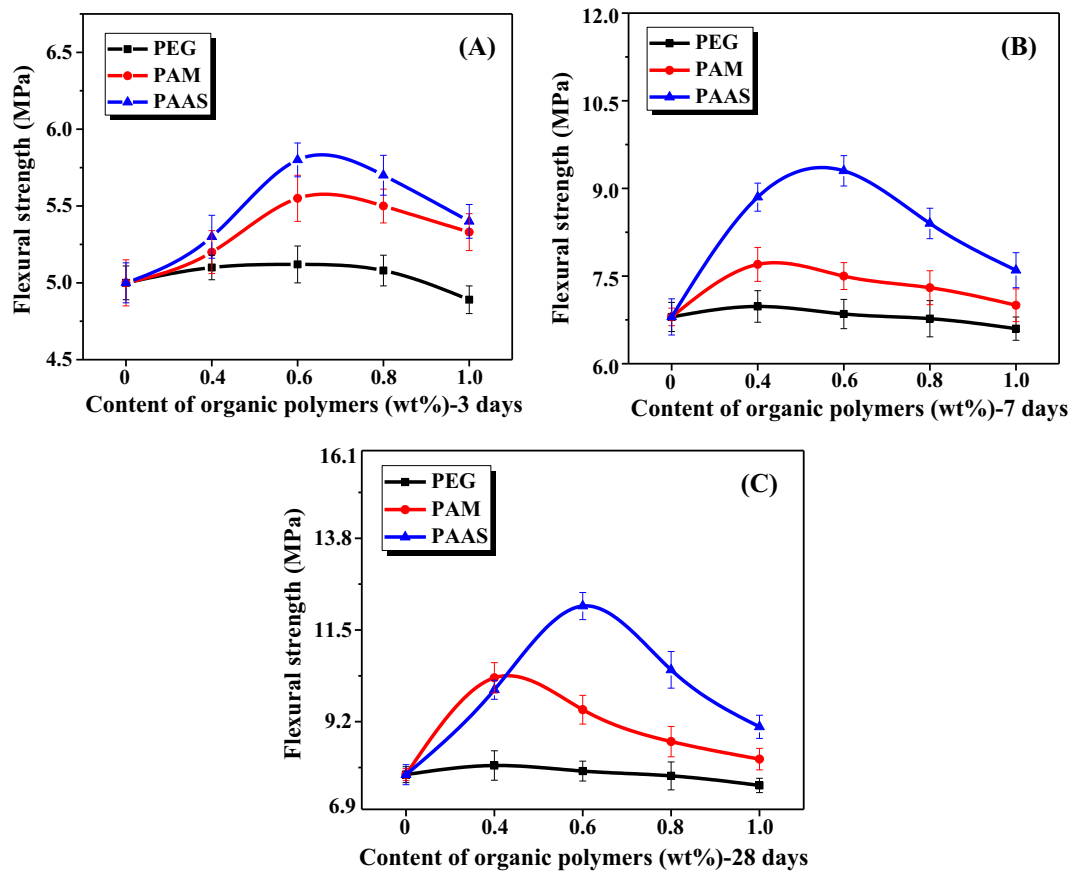 (A)
PEG
PAM
PAAS
Flexural strength (MPa)
6.5
6.0
5.5
5.0
4.5
0 0.4 0.6 0.8 1.0
Content of organic polymers (wt%)-3 days
(B)
PEG
PAM
PAAS
Flexural strength (MPa)
12.0
10.5
9.0
7.5
6.0
0 0.4 0.6 0.8 1.0
Content of organic polymers (wt%)-7 days
(C)
PEG
PAM
PAAS
Flexural strength (MPa)
16.1
13.8
11.5
9.2
6.9
0 0.4 0.6 0.8 1.0
Content of organic polymers (wt%)-28 days